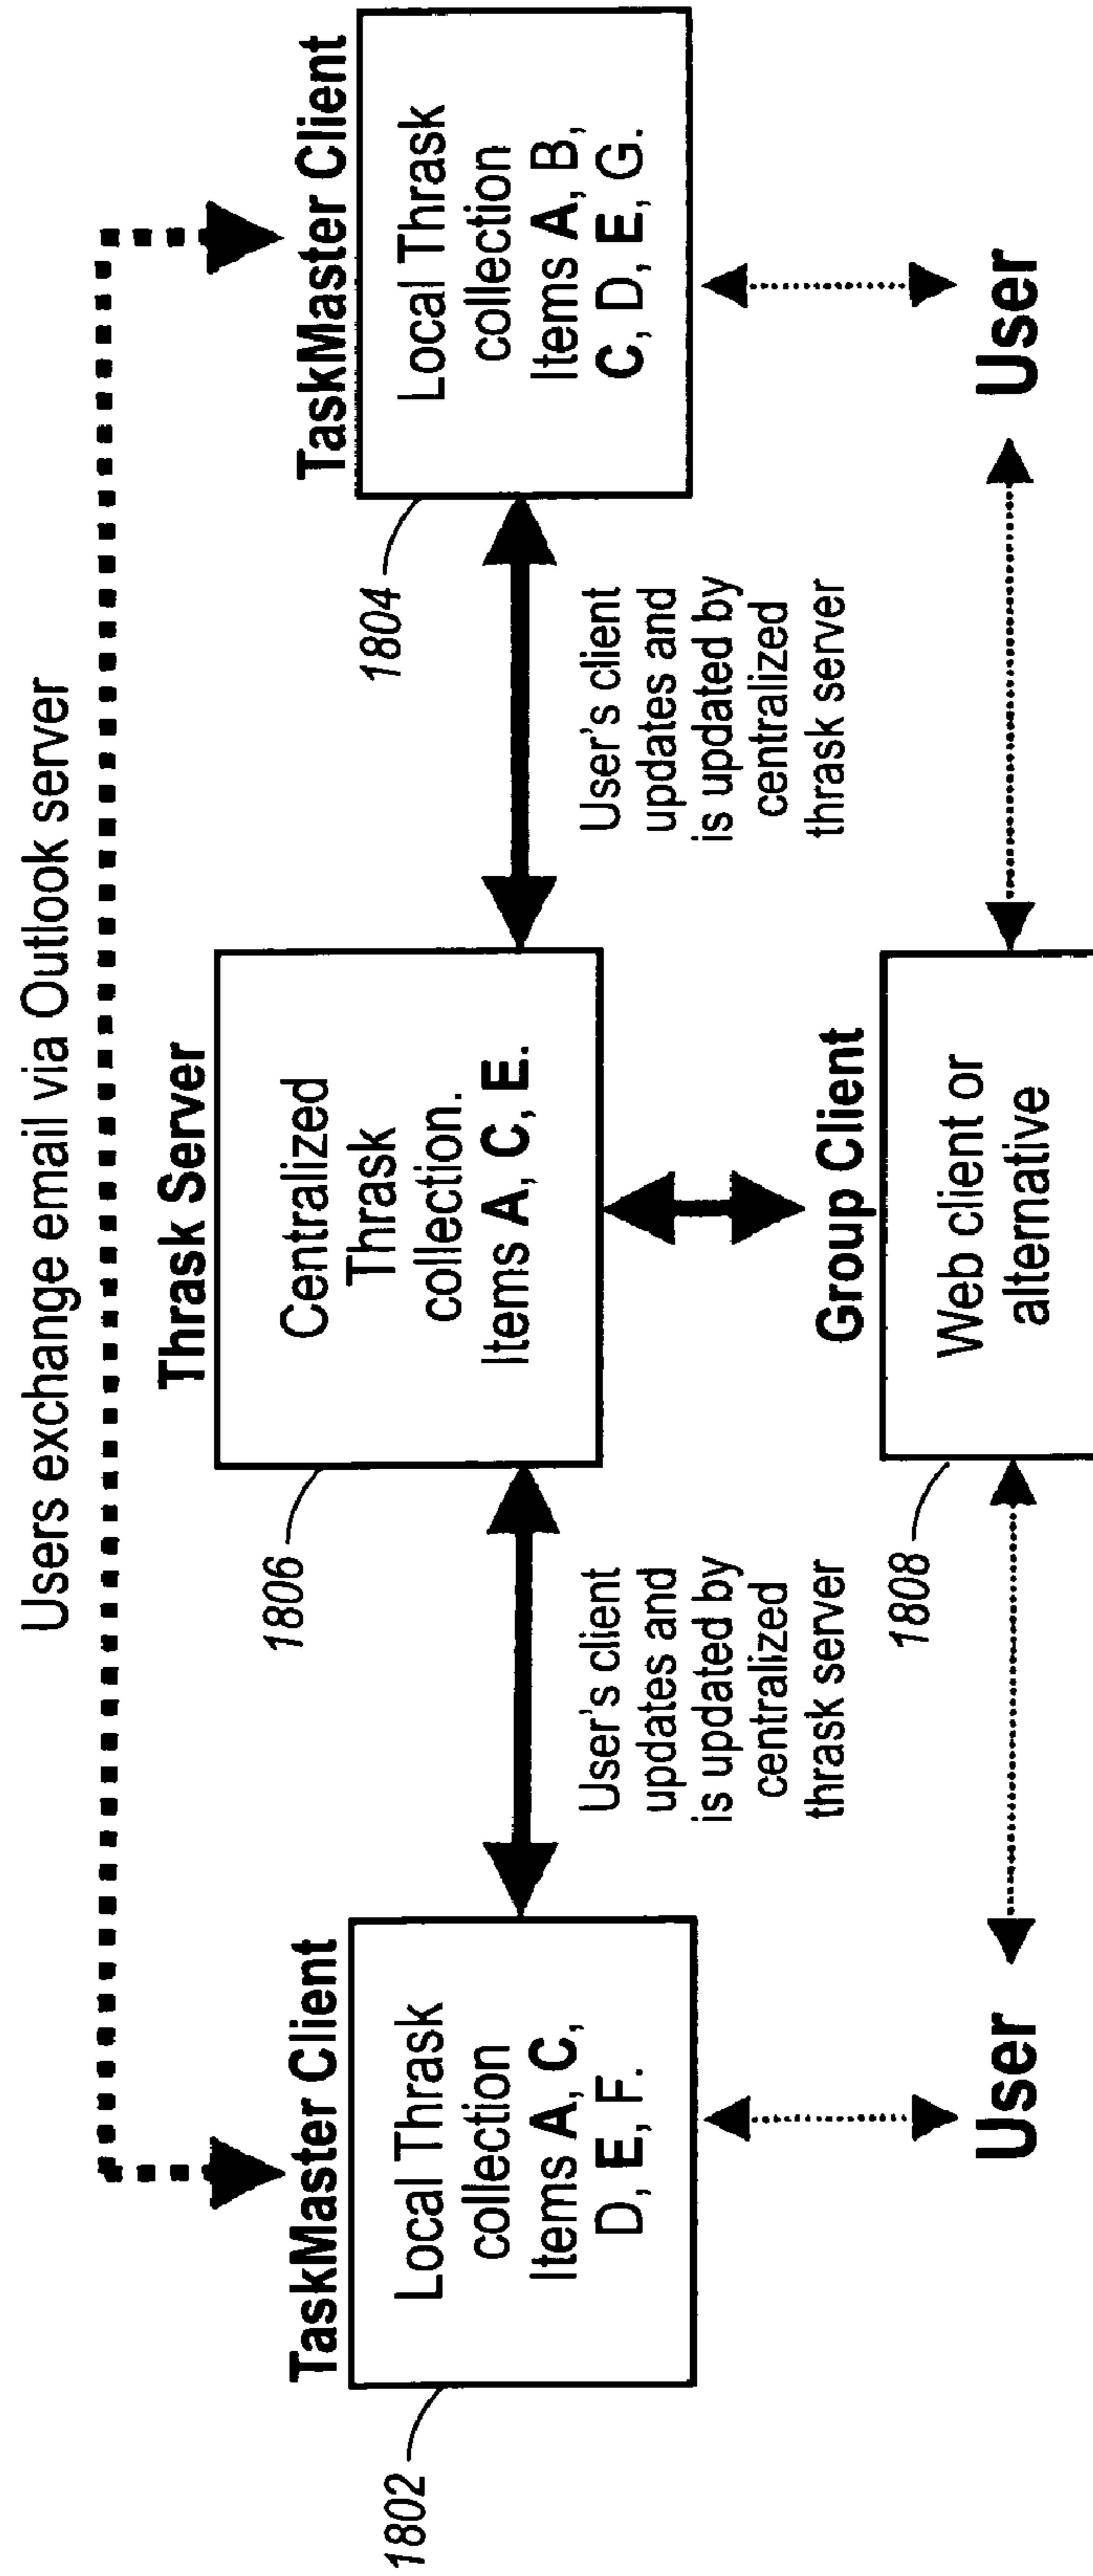 Users exchange email via Outlook server
TaskMaster Client
1802
Local Thrask
collection
Items A, C,
D, E, F.
User's client
updates and
is updated by
centralized
thrask server
Thrask Server
1806
Centralized
Thrask
collection.
Items A, C, E.
User's client
updates and
is updated by
centralized
thrask server
TaskMaster Client
1804
Local Thrask
collection
Items A, B,
C, D, E, G.
User
Group Client
1808
Web client or
alternative
User